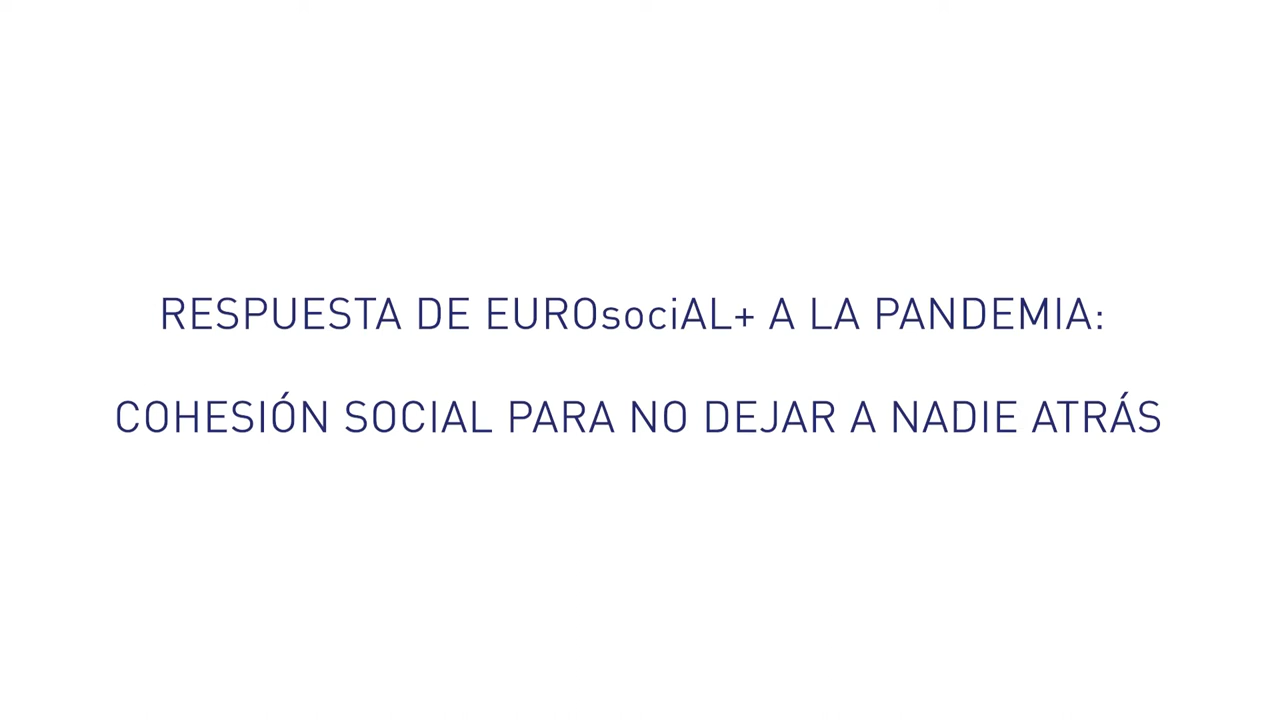 RESPUESTA DE EUROsociAL+ A LA PANDEMIA:
COHESIÓN SOCIAL PARA NO DEJAR A NADIE ATRÁS